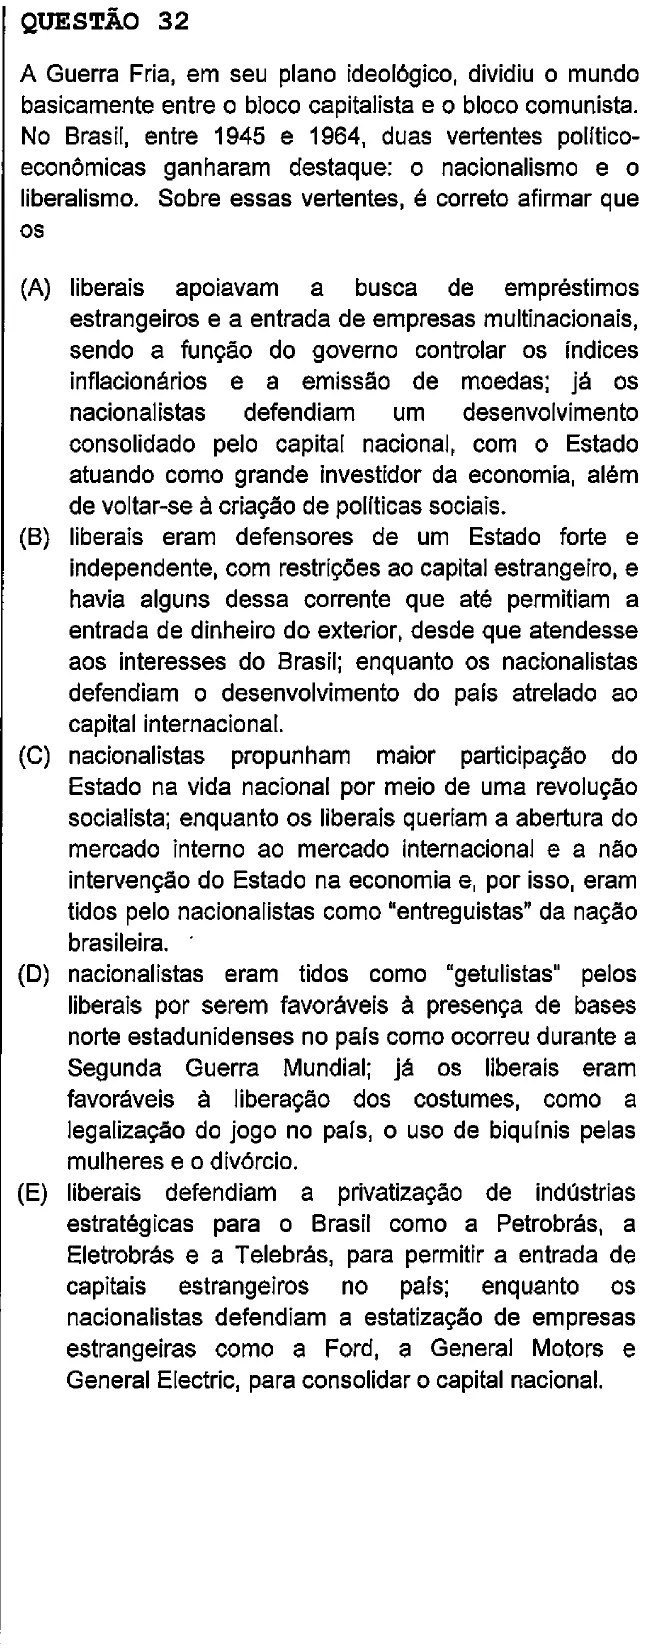 QUESTÃO 32
A Guerra Fria, em seu plano ideológico, dividiu o mundo
basicamente entre o bloco capitalista e o bloco comunista.
No Brasil, entre 1945 e 1964, duas vertentes político-
econômicas ganharam destaque: o nacionalismo e o
liberalismo. Sobre essas vertentes, é correto afirmar que
os
(A) liberais apoiavam a busca de empréstimos
estrangeiros e a entrada de empresas multinacionais,
sendo a função do governo controlar os índices
inflacionários e a emissão de moedas; já os
nacionalistas defendiam um desenvolvimento
consolidado pelo capital nacional, com o Estado
atuando como grande investidor da economia, além
de voltar-se à criação de políticas sociais.
(B) liberais eram defensores de um Estado forte e
independente, com restrições ao capital estrangeiro, e
havia alguns dessa corrente que até permitiam a
entrada de dinheiro do exterior, desde que atendesse
aos interesses do Brasil; enquanto os nacionalistas
defendiam o desenvolvimento do país atrelado ao
capital internacional.
(C) nacionalistas propunham maior participação do
Estado na vida nacional por meio de uma revolução
socialista; enquanto os liberais queriam a abertura do
mercado interno ao mercado internacional e a não
intervenção do Estado na economia e, por isso, eram
tidos pelo nacionalistas como "entreguistas" da nação
brasileira.
(D) nacionalistas eram tidos como "getulistas" pelos
liberais por serem favoráveis à presença de bases
norte estadunidenses no país como ocorreu durante a
Segunda Guerra Mundial; já os liberais eram
favoráveis à liberação dos costumes, como a
legalização do jogo no país, o uso de biquínis pelas
mulheres e o divórcio.
(E) liberais defendiam a privatização de indústrias
estratégicas para o Brasil como a Petrobrás, a
Eletrobrás e a Telebrás, para permitir a entrada de
capitais estrangeiros no país; enquanto os
nacionalistas defendiam a estatização de empresas
estrangeiras como a Ford, a General Motors e
General Electric, para consolidar o capital nacional.